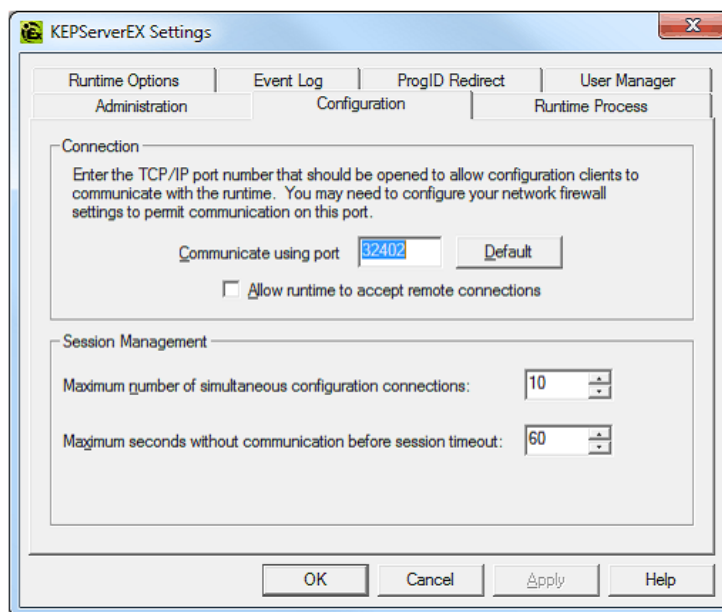 KEPServerEX Settings
Runtime Options Event Log ProgID Redirect User Manager
Administration Configuration Runtime Process
Connection
Enter the TCP/IP port number that should be opened to allow configuration clients to
communicate with the runtime. You may need to configure your network firewall
settings to permit communication on this port.
Communicate using port 32402 Default
Allow runtime to accept remote connections
Session Management
Maximum number of simultaneous configuration connections: 10
Maximum seconds without communication before session timeout: 60
OK Cancel Apply Help